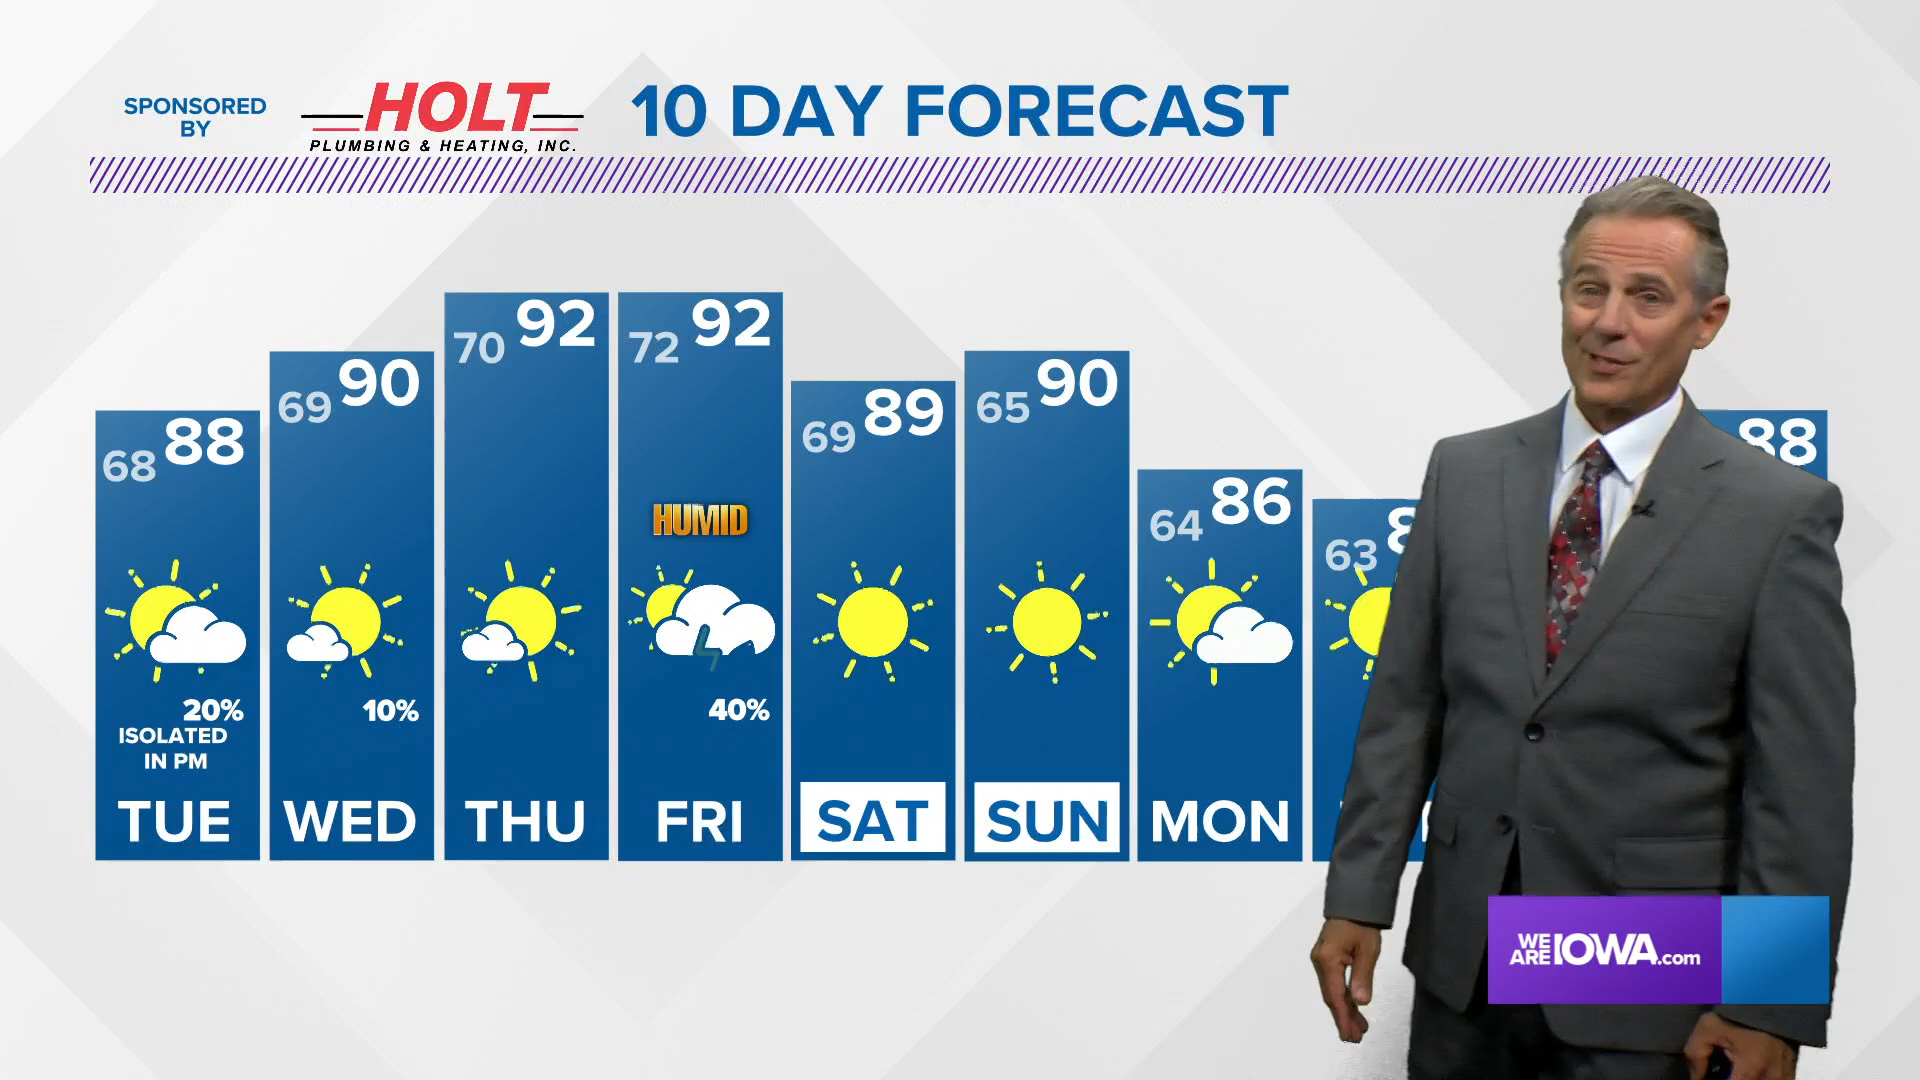 SPONSORED
BY
HOLT
PLUMBING & HEATING, INC.
10 DAY FORECAST
68 88
69 90
70 92
72 92
69 89
65 90
64 86
63
88
HUMID
20%
ISOLATED
IN PM
10%
40%
TUE
WED
THU
FRI
SAT
SUN
MON
WE
ARE
IOWA.com